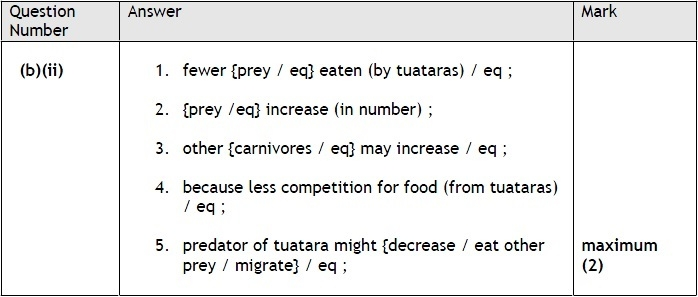 Question Number
Answer
Mark
(b)(ii)
1. fewer {prey / eq} eaten (by tuataras) / eq ;
2. {prey /eq} increase (in number) ;
3. other {carnivores / eq} may increase / eq ;
4. because less competition for food (from tuataras)
/ eq ;
5. predator of tuatara might {decrease / eat other
prey / migrate} / eq ;
maximum
(2)